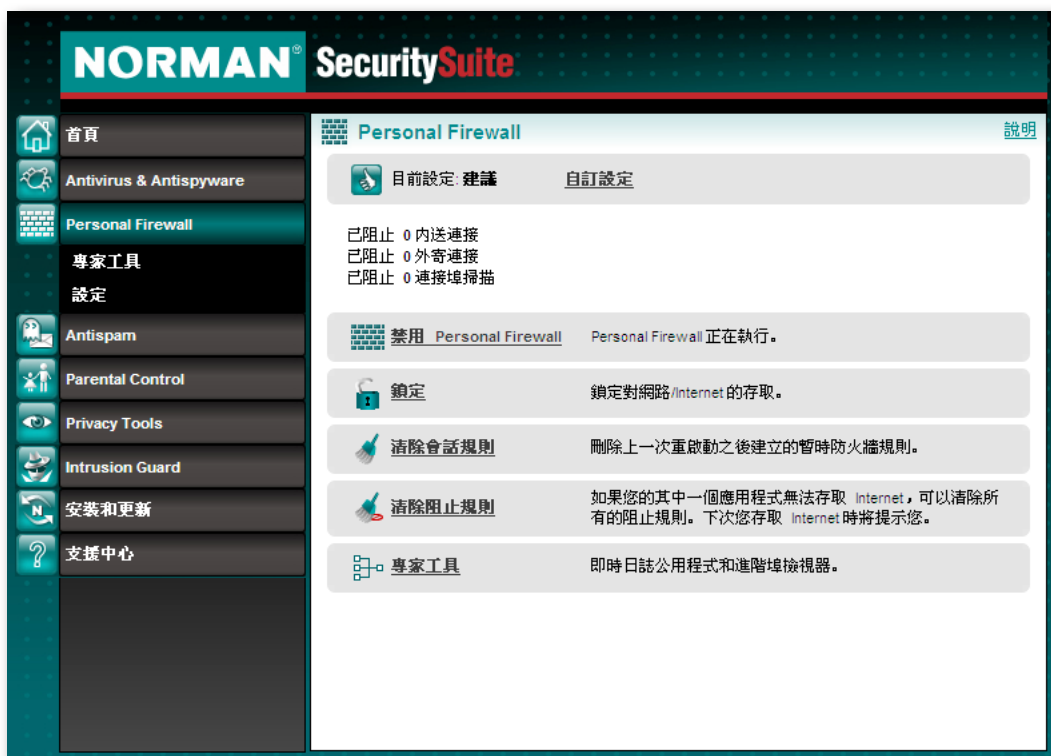 NORMAN® SecuritySuite
首頁
Antivirus & Antispyware
Personal Firewall
專家工具
設定
Antispam
Parental Control
Privacy Tools
Intrusion Guard
安裝和更新
支援中心
Personal Firewall
說明
目前設定: 建議 自訂設定
已阻止 0 內送連接
已阻止 0 外寄連接
已阻止 0 連接埠掃描
禁用 Personal Firewall Personal Firewall 正在執行。
鎖定 鎖定對網路/Internet 的存取。
清除會話規則 刪除上一次重啟動之後建立的暫時防火牆規則。
清除阻止規則 如果您的其中一個應用程式無法存取 Internet，可以清除所
有的阻止規則。下次您存取 Internet 時將提示您。
專家工具 即時日誌公用程式和進階埠檢視器。